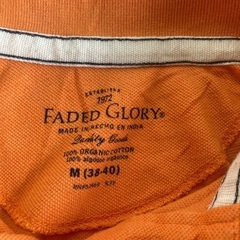 ESTABLISHED
1972
FADED GLORY®
MADE IN/HECHO EN INDIA
Quality Goods
100% ORGANIC COTTON
100% algodón orgánico
M (38-40)